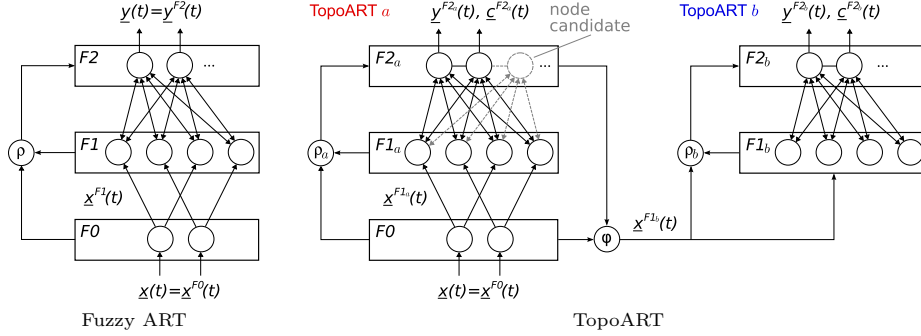 y(t)=y^F2(t)
F2
...
ρ
F1
x^F1(t)
F0
x(t)=x^F0(t)
Fuzzy ART
TopoART a
y^F2a(t), c^F2a(t)
node
candidate
F2a
...
ρa
F1a
x^F1a(t)
F0
x(t)=x^F0(t)
φ
x^F1b(t)
TopoART b
y^F2b(t), c^F2b(t)
F2b
...
ρb
F1b
TopoART